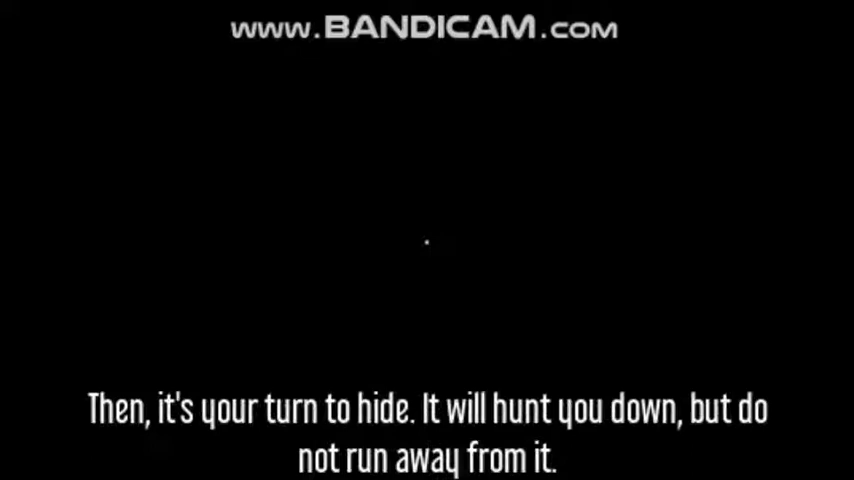 www.BANDICAM.com
Then, it's your turn to hide. It will hunt you down, but do
not run away from it.